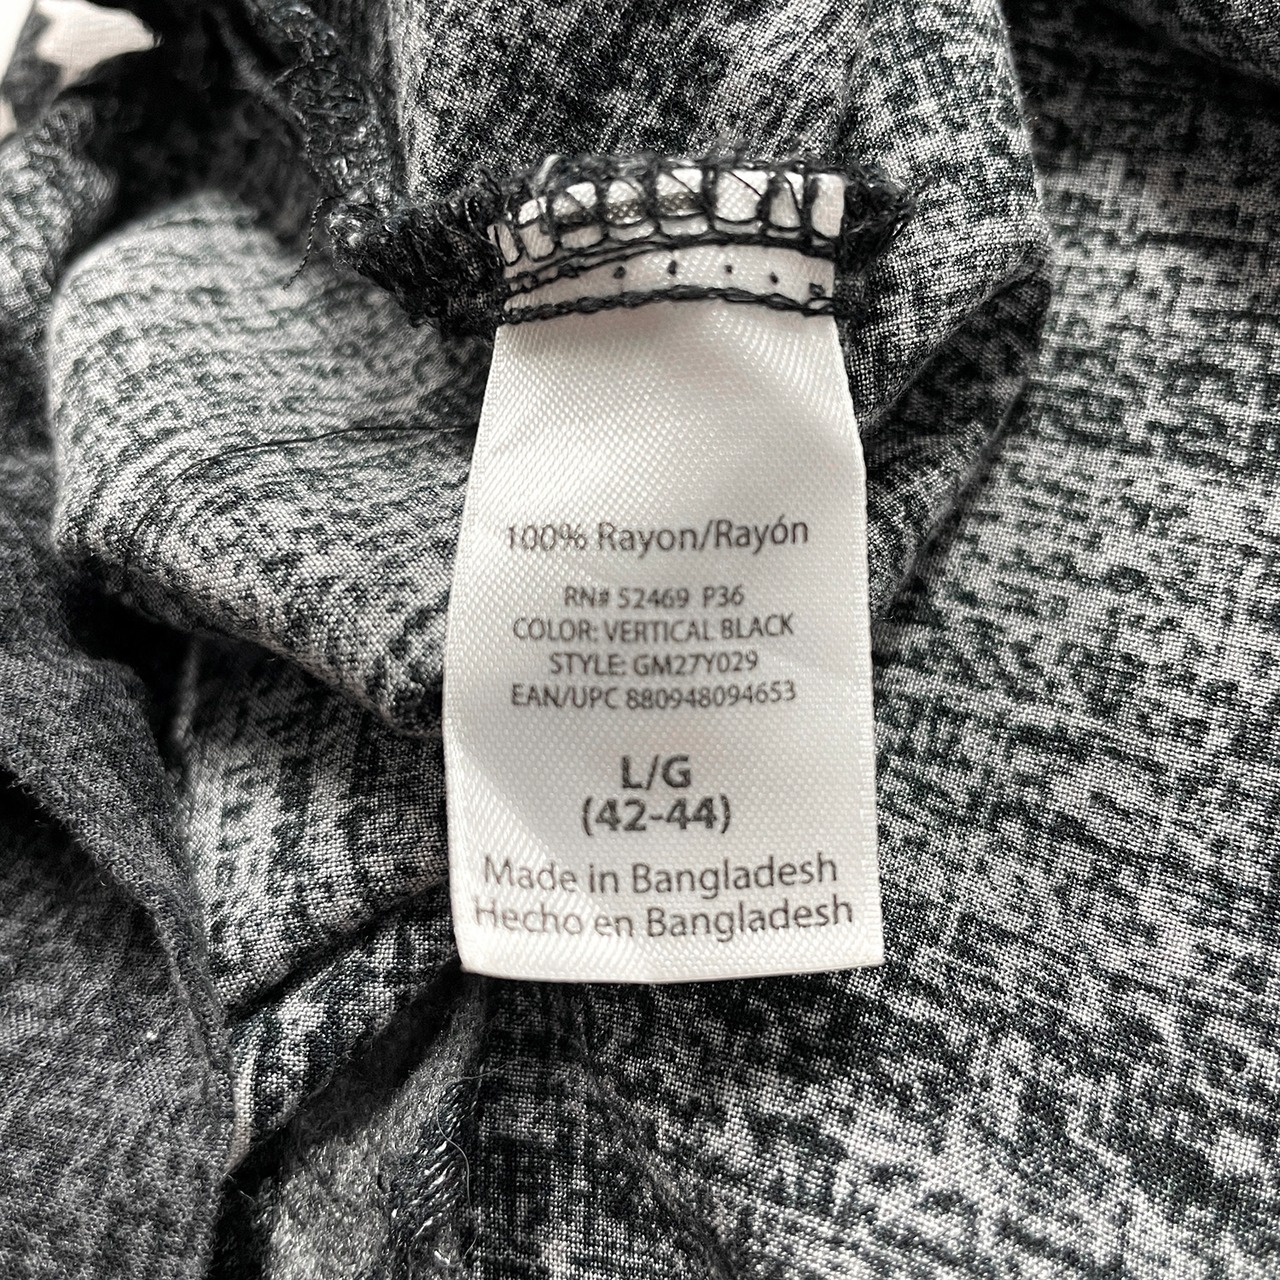 100% Rayon/Rayón
RN# 52469 P36
COLOR: VERTICAL BLACK
STYLE: GM27Y029
EAN/UPC 880948094653
L/G
(42-44)
Made in Bangladesh
Hecho en Bangladesh